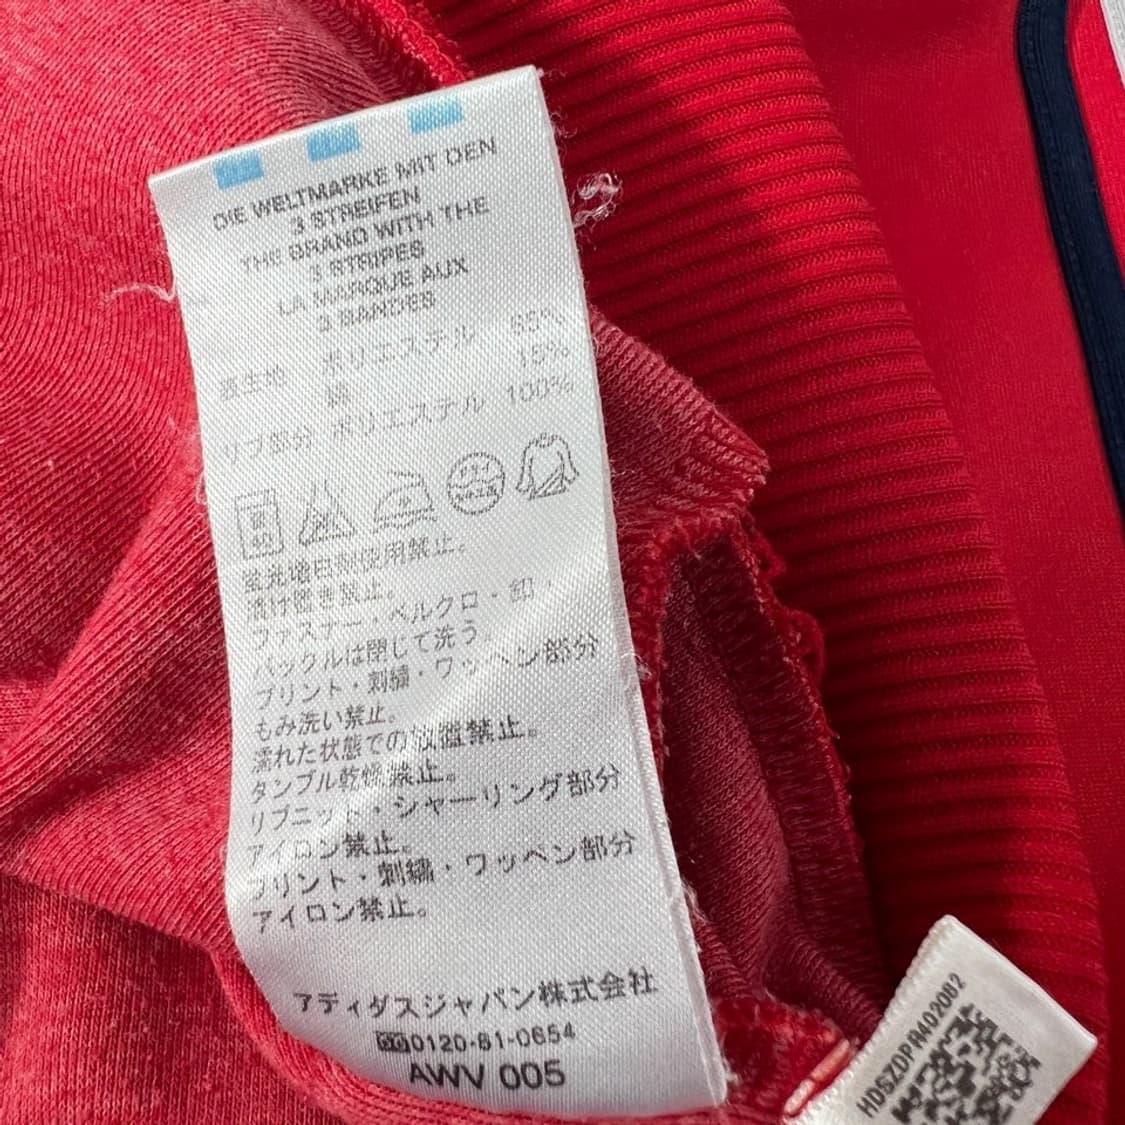 DIE WELTMARKE MIT DEN
3 STREIFEN
THE BRAND WITH THE
3 STRIPES
LA MARQUE AUX
3 BANDES
表生地 ポリエステル
綿 15%
リブ部分 ポリエステル 100%
蛍光増白剤使用禁止。
漬け置き禁止。
ファスナー・ベルクロ・釦・
バックルは閉じて洗う。
プリント・刺繍・ワッペン部分
もみ洗い禁止。
濡れた状態での放置禁止。
タンブル乾燥禁止。
リブニット・シャーリング部分
アイロン禁止。
プリント・刺繍・ワッペン部分
アイロン禁止。
アディダスジャパン株式会社
0120-81-0654
AWV 005